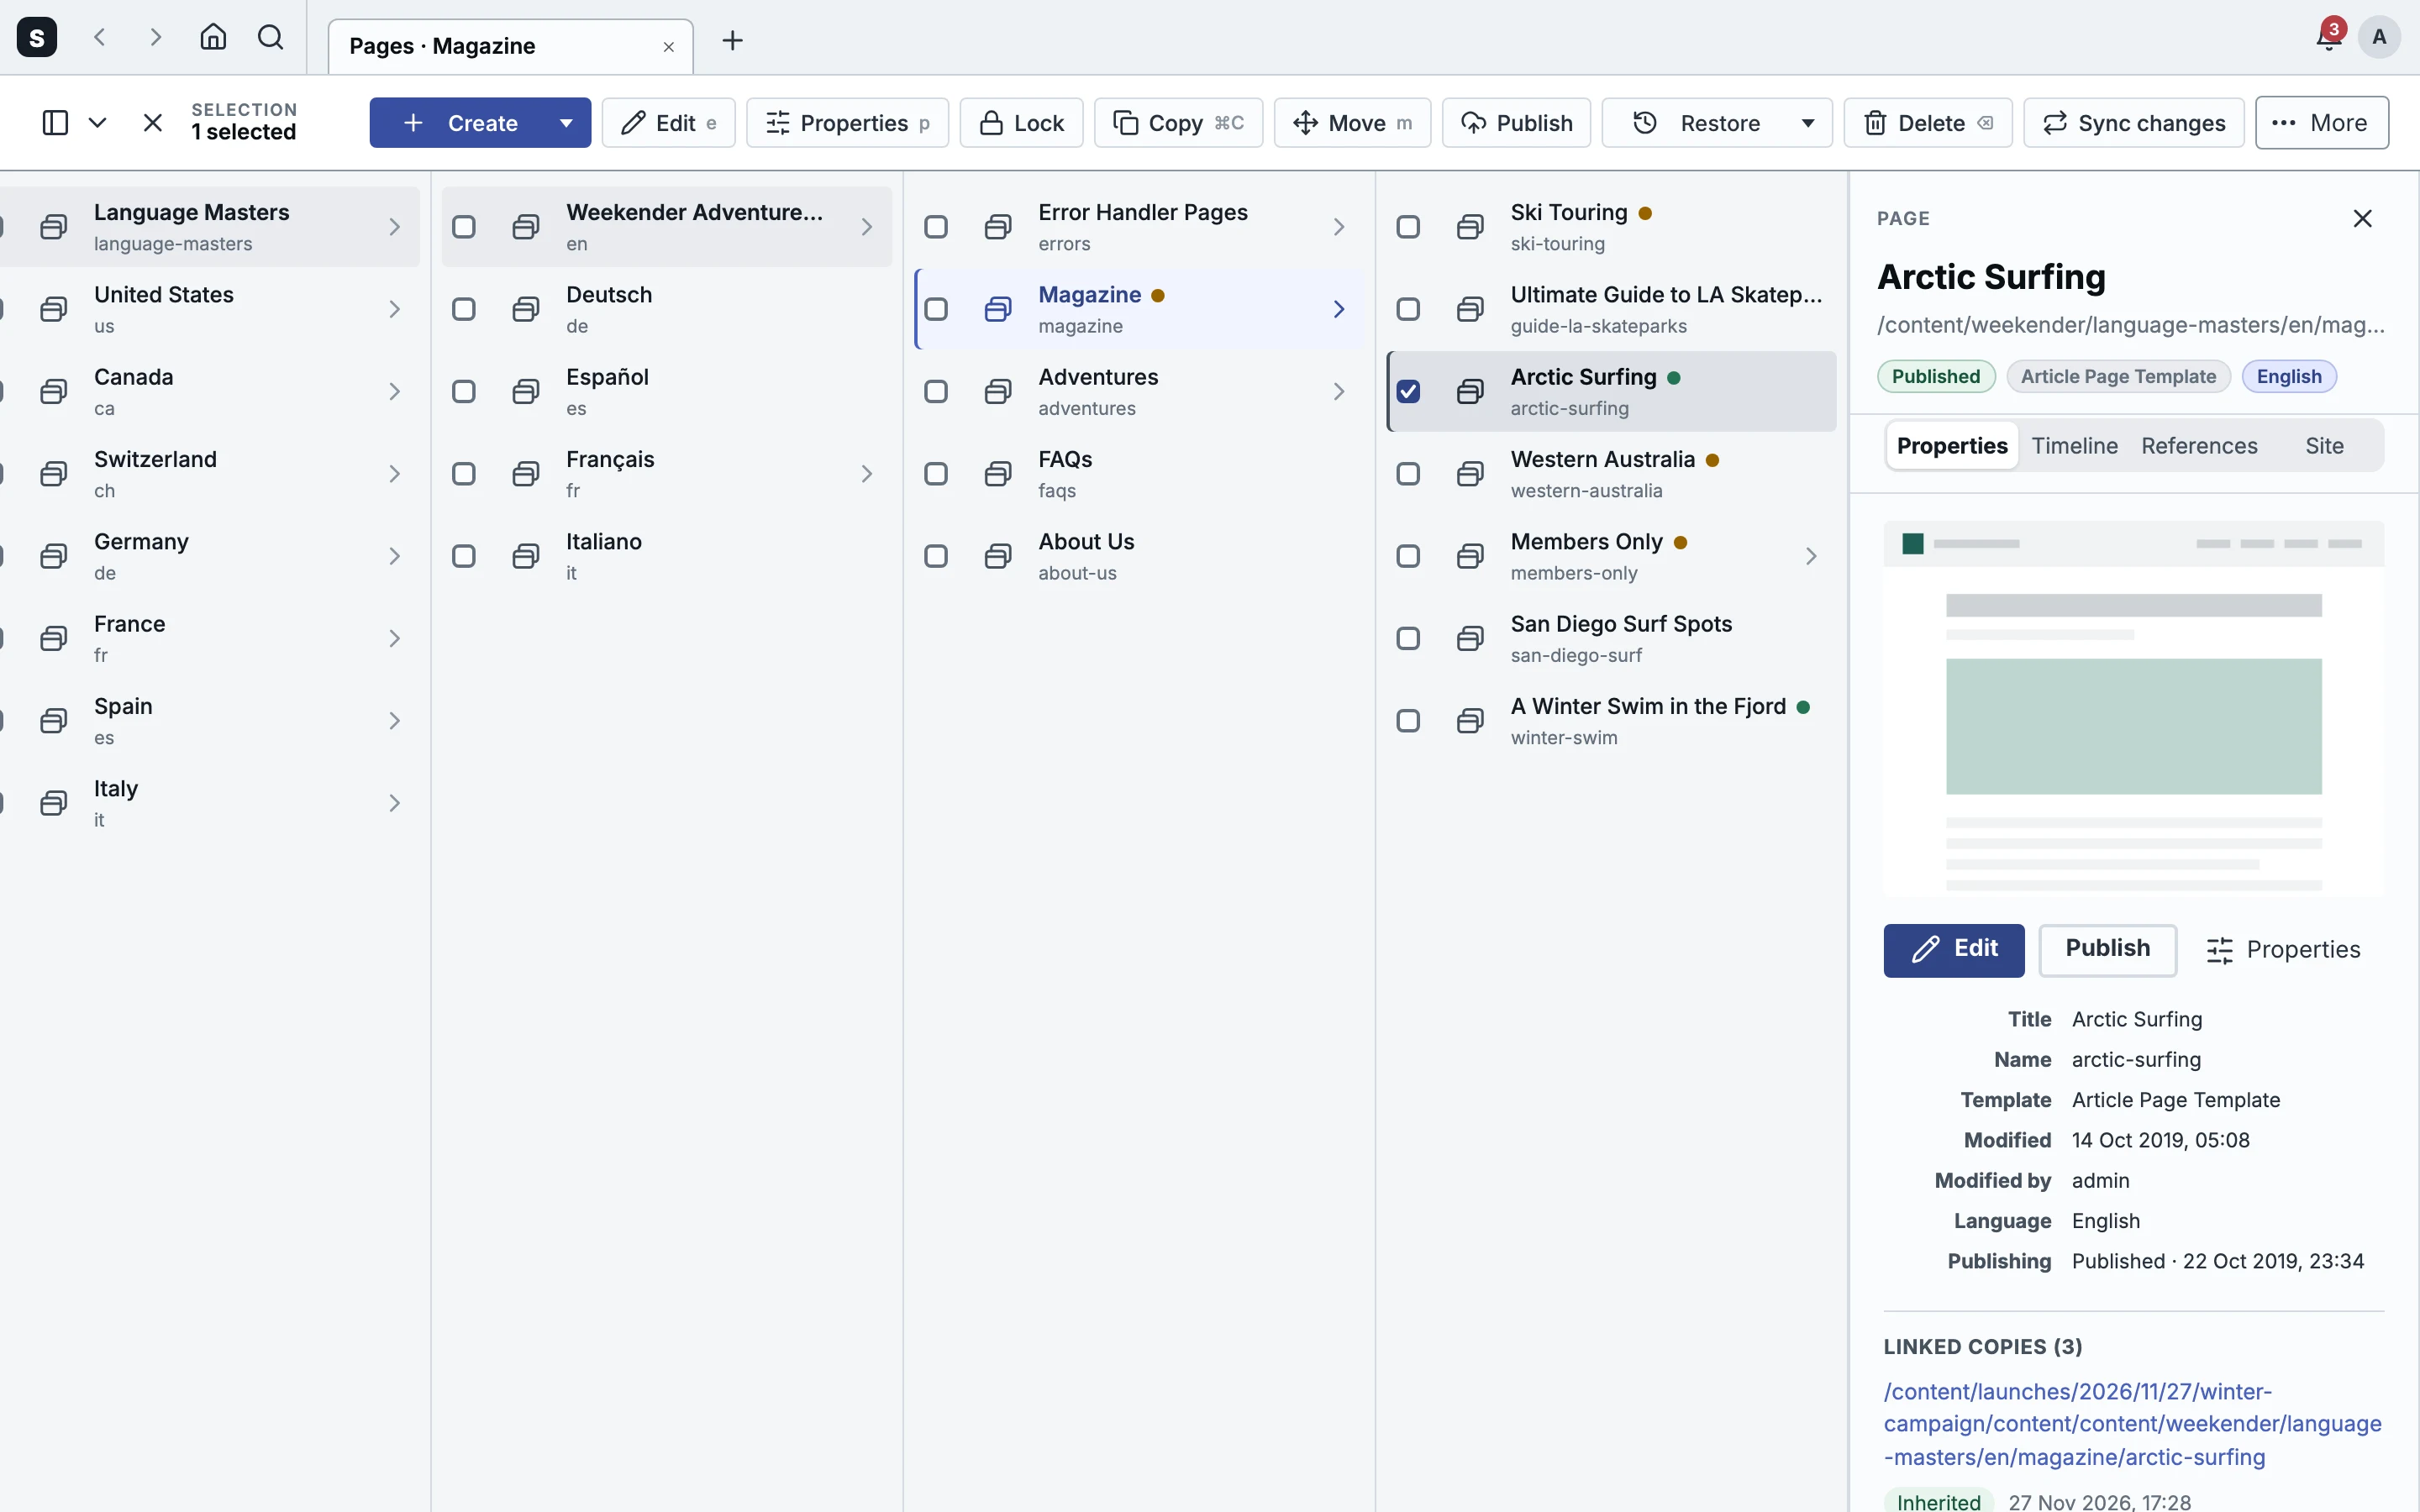 S
Pages · Magazine
3
A
SELECTION
1 selected
Create
Edit e
Properties p
Lock
Copy ⌘C
Move m
Publish
Restore
Delete
Sync changes
More
Language Masters
language-masters
United States
us
Canada
ca
Switzerland
ch
Germany
de
France
fr
Spain
es
Italy
it
Weekender Adventure...
en
Deutsch
de
Español
es
Français
fr
Italiano
it
Error Handler Pages
errors
Magazine
magazine
Adventures
adventures
FAQs
faqs
About Us
about-us
Ski Touring
ski-touring
Ultimate Guide to LA Skatep...
guide-la-skateparks
Arctic Surfing
arctic-surfing
Western Australia
western-australia
Members Only
members-only
San Diego Surf Spots
san-diego-surf
A Winter Swim in the Fjord
winter-swim
PAGE
Arctic Surfing
/content/weekender/language-masters/en/mag...
Published
Article Page Template
English
Properties
Timeline
References
Site
Edit
Publish
Properties
Title Arctic Surfing
Name arctic-surfing
Template Article Page Template
Modified 14 Oct 2019, 05:08
Modified by admin
Language English
Publishing Published · 22 Oct 2019, 23:34
LINKED COPIES (3)
/content/launches/2026/11/27/winter-
campaign/content/content/weekender/language
-masters/en/magazine/arctic-surfing
Inherited 27 Nov 2026, 17:28